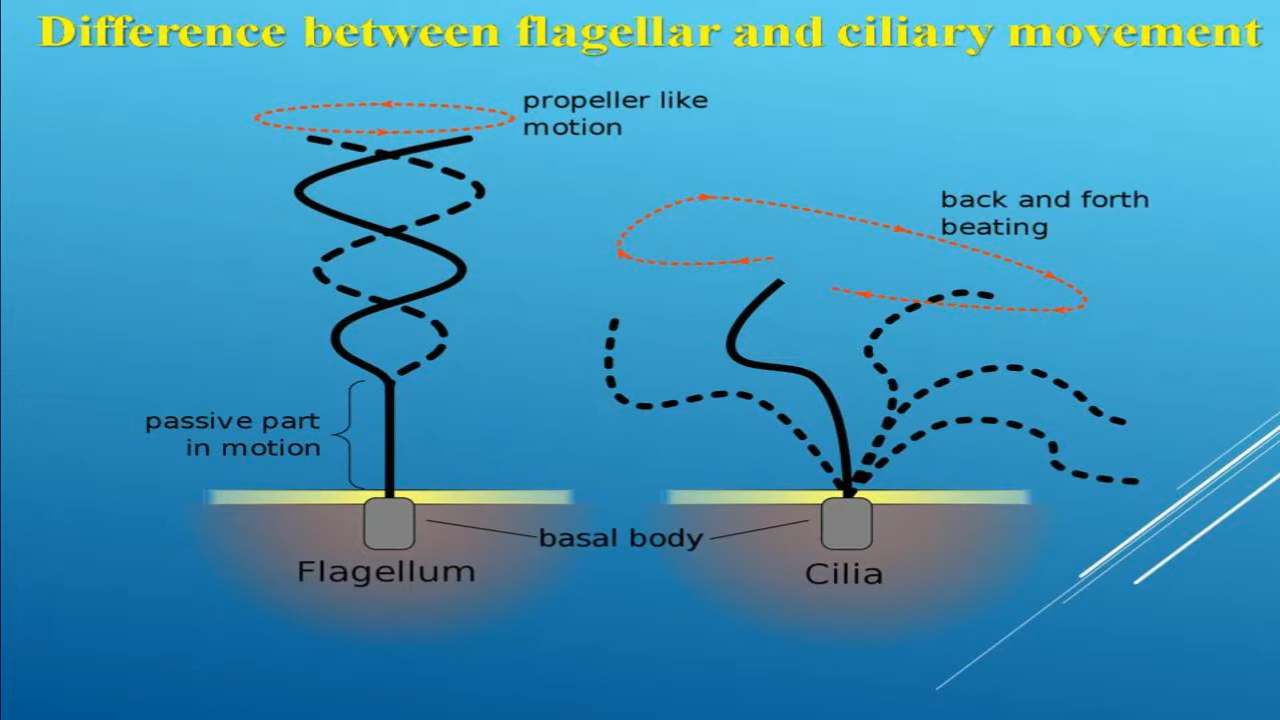 Difference between flagellar and ciliary movement
propeller like
motion
back and forth
beating
passive part
in motion
basal body
Flagellum
Cilia